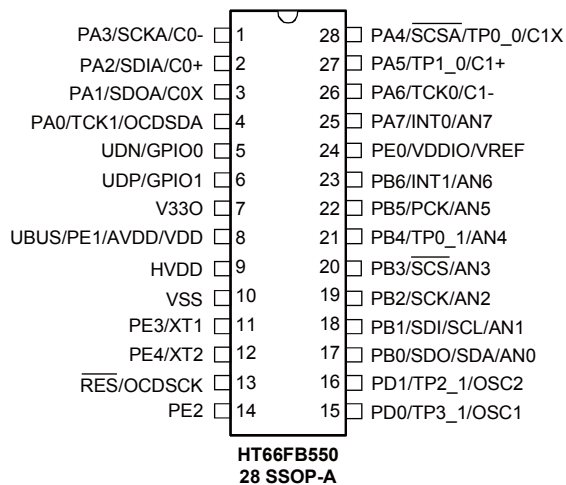 PA3/SCKA/C0- 1 28 PA4/SCSA/TP0_0/C1X
PA2/SDIA/C0+ 2 27 PA5/TP1_0/C1+
PA1/SDOA/C0X 3 26 PA6/TCK0/C1-
PA0/TCK1/OCDSDA 4 25 PA7/INT0/AN7
UDN/GPIO0 5 24 PE0/VDDIO/VREF
UDP/GPIO1 6 23 PB6/INT1/AN6
V33O 7 22 PB5/PCK/AN5
UBUS/PE1/AVDD/VDD 8 21 PB4/TP0_1/AN4
HVDD 9 20 PB3/SCS/AN3
VSS 10 19 PB2/SCK/AN2
PE3/XT1 11 18 PB1/SDI/SCL/AN1
PE4/XT2 12 17 PB0/SDO/SDA/AN0
RES/OCDSCK 13 16 PD1/TP2_1/OSC2
PE2 14 15 PD0/TP3_1/OSC1
HT66FB550
28 SSOP-A